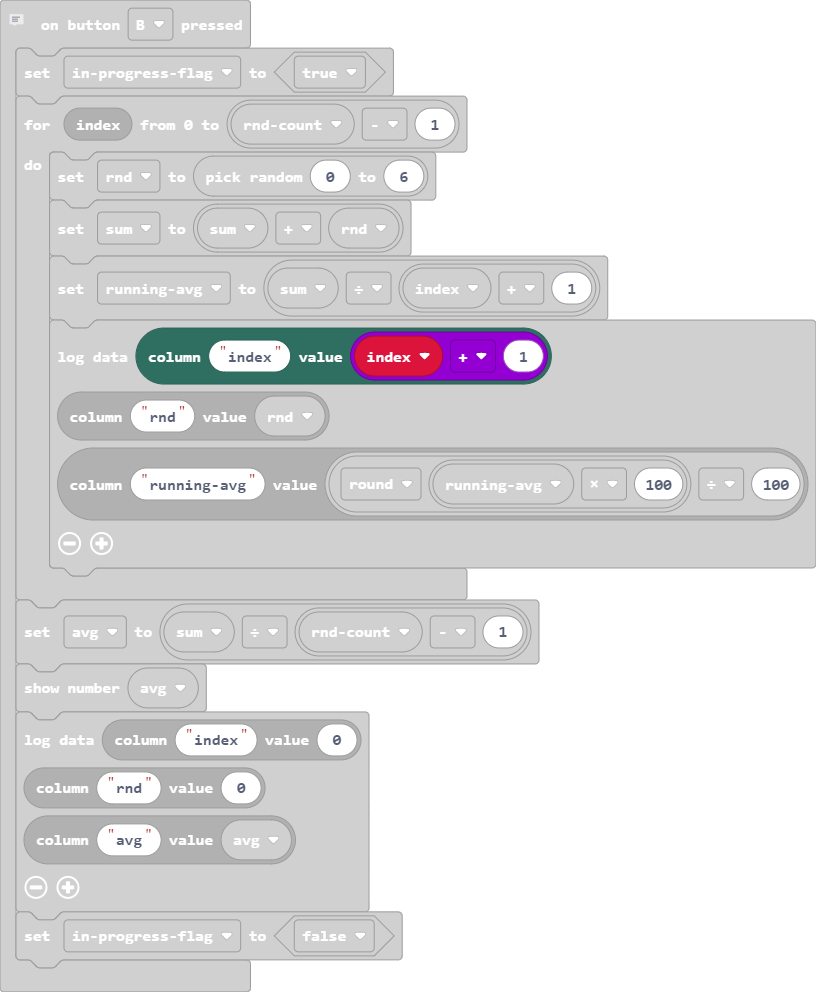 on button B pressed
set in-progress-flag to true
for index from 0 to rnd-count - 1
do
set rnd to pick random 0 to 6
set sum to sum + rnd
set running-avg to sum ÷ index + 1
log data column "index" value index + 1
column "rnd" value rnd
column "running-avg" value round running-avg × 100 ÷ 100
set avg to sum ÷ rnd-count - 1
show number avg
log data column "index" value 0
column "rnd" value 0
column "avg" value avg
set in-progress-flag to false